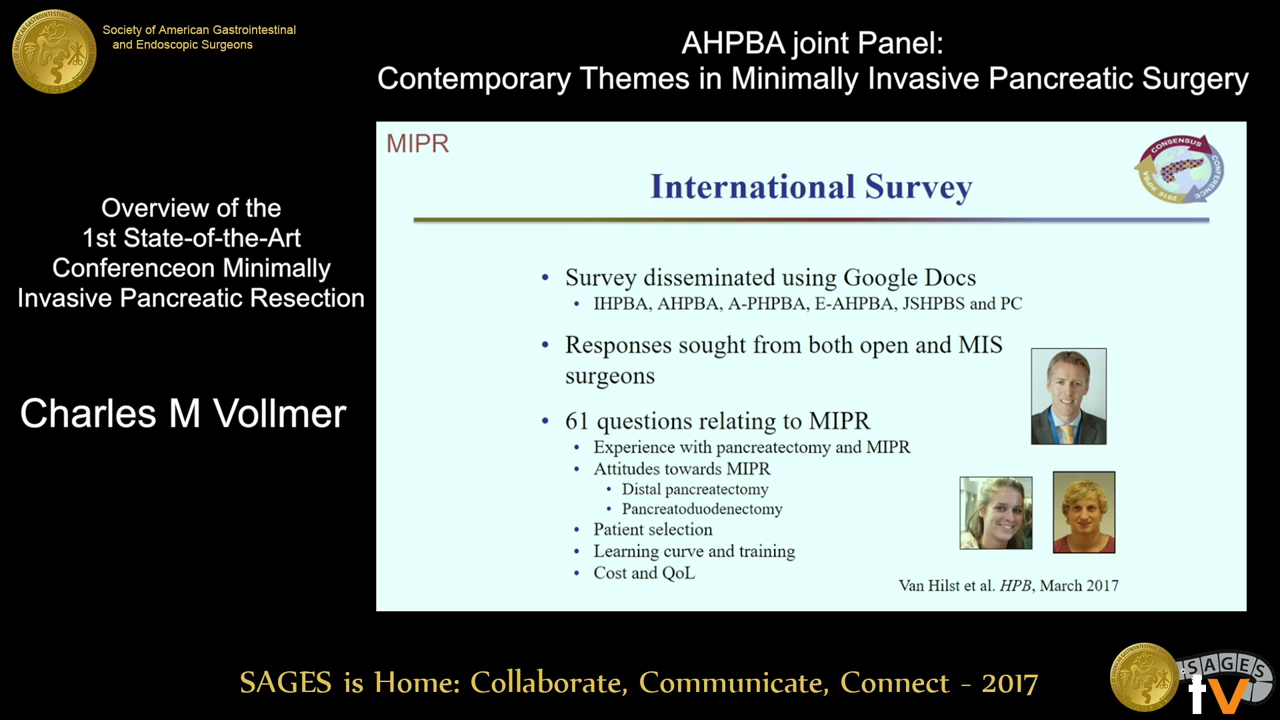 Society of American Gastrointestinal
and Endoscopic Surgeons
AHPBA joint Panel:
Contemporary Themes in Minimally Invasive Pancreatic Surgery
Overview of the
1st State-of-the-Art
Conferenceon Minimally
Invasive Pancreatic Resection
Charles M Vollmer
MIPR
CONSENSUS
CONFERENCE
International Survey
• Survey disseminated using Google Docs
• IHPBA, AHPBA, A-PHPBA, E-AHPBA, JSHPBS and PC
• Responses sought from both open and MIS
surgeons
• 61 questions relating to MIPR
• Experience with pancreatectomy and MIPR
• Attitudes towards MIPR
• Distal pancreatectomy
• Pancreatoduodenectomy
• Patient selection
• Learning curve and training
• Cost and QoL
Van Hilst et al. HPB, March 2017
SAGES is Home: Collaborate, Communicate, Connect - 2017
SAGES
tv